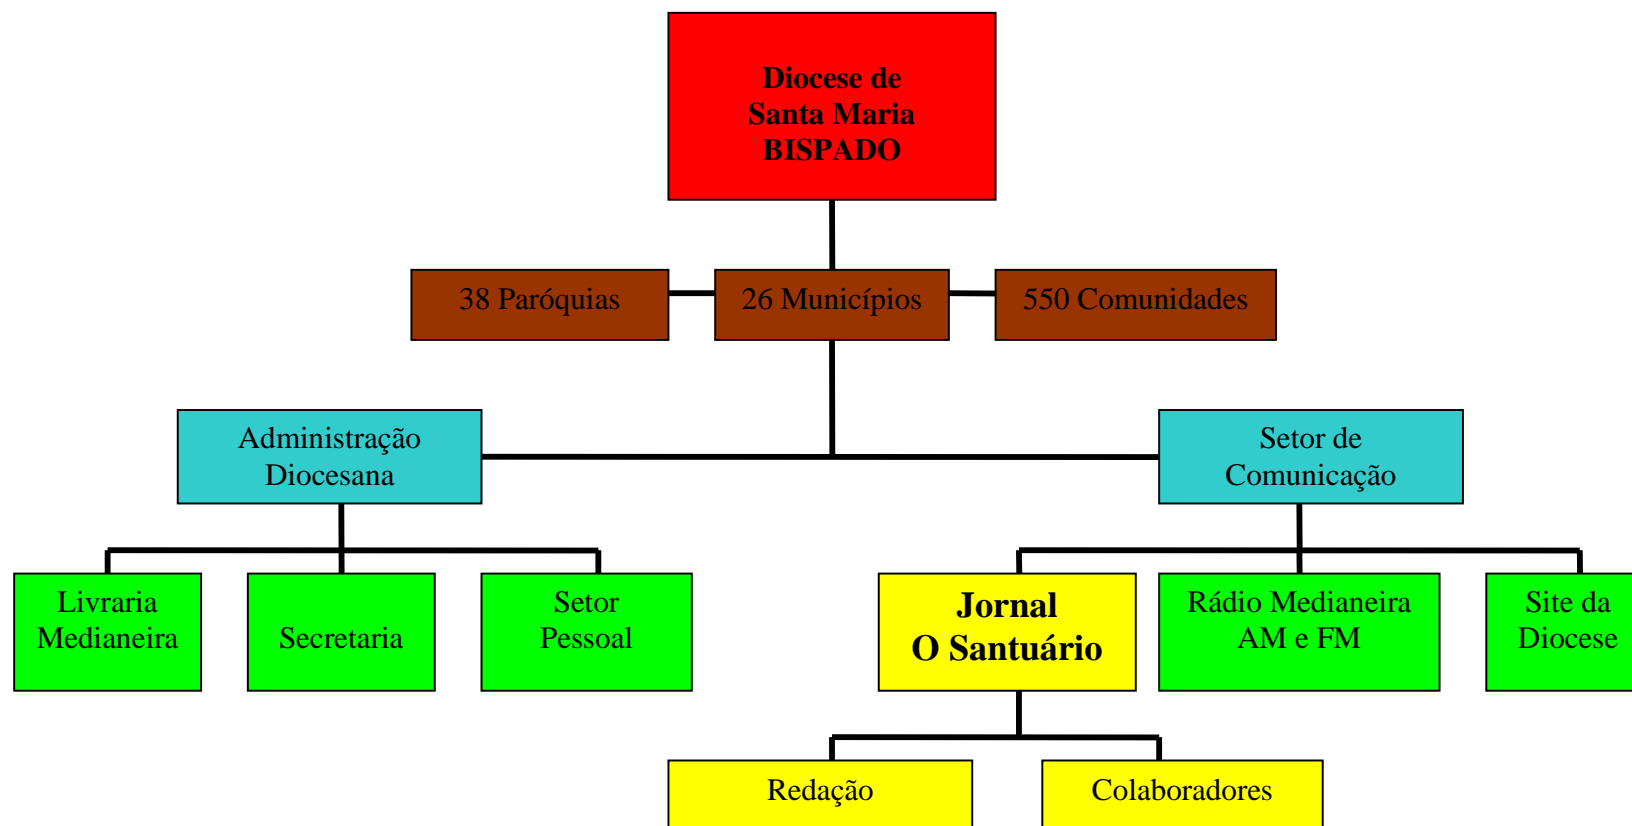 Diocese de
Santa Maria
BISPADO
38 Paróquias
26 Municípios
550 Comunidades
Administração
Diocesana
Setor de
Comunicação
Livraria
Medianeira
Secretaria
Setor
Pessoal
Jornal
O Santuário
Rádio Medianeira
AM e FM
Site da
Diocese
Redação
Colaboradores